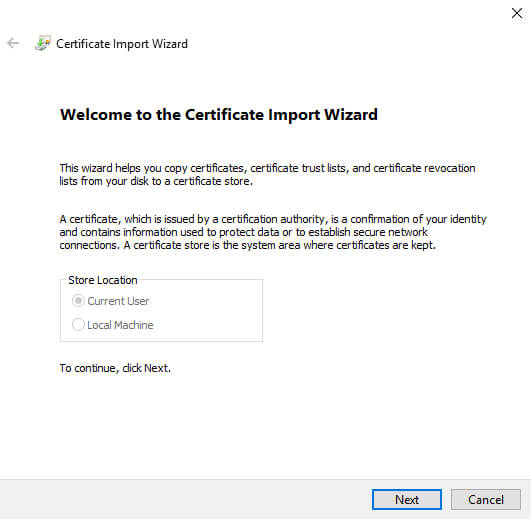 Certificate Import Wizard
Welcome to the Certificate Import Wizard
This wizard helps you copy certificates, certificate trust lists, and certificate revocation
lists from your disk to a certificate store.
A certificate, which is issued by a certification authority, is a confirmation of your identity
and contains information used to protect data or to establish secure network
connections. A certificate store is the system area where certificates are kept.
Store Location
Current User
Local Machine
To continue, click Next.
Next
Cancel